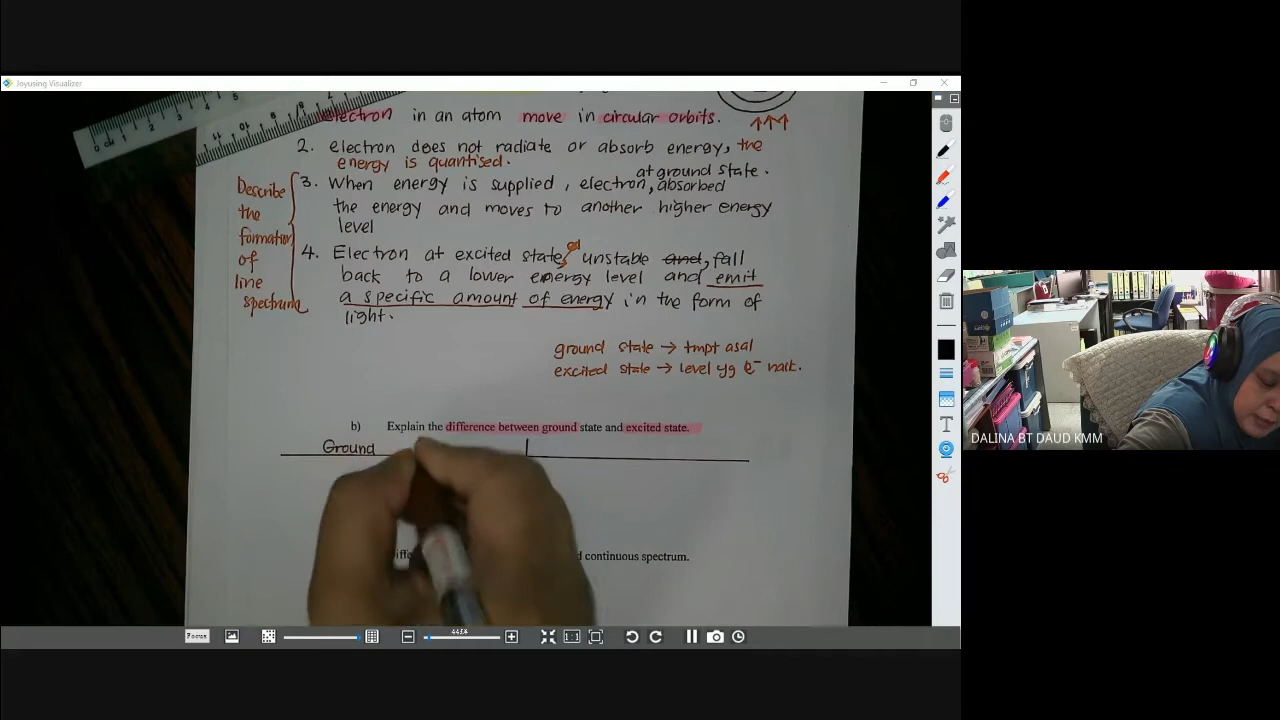 Joyusing Visualizer
electron in an atom move in circular orbits.
2. electron does not radiate or absorb energy, the
energy is quantised.
at ground state.
3. When energy is supplied, electron, absorbed
the energy and moves to another higher energy
level
4. Electron at excited state, unstable and, fall
back to a lower energy level and emit
a specific amount of energy in the form of
light.
Describe
the
formation
of
line
spectrum
ground state → tmpt asal
excited state → level yg e⁻ naik.
b) Explain the difference between ground state and excited state.
Ground
continuous spectrum.
Focus
1:1
T
DALINA BT DAUD KMM